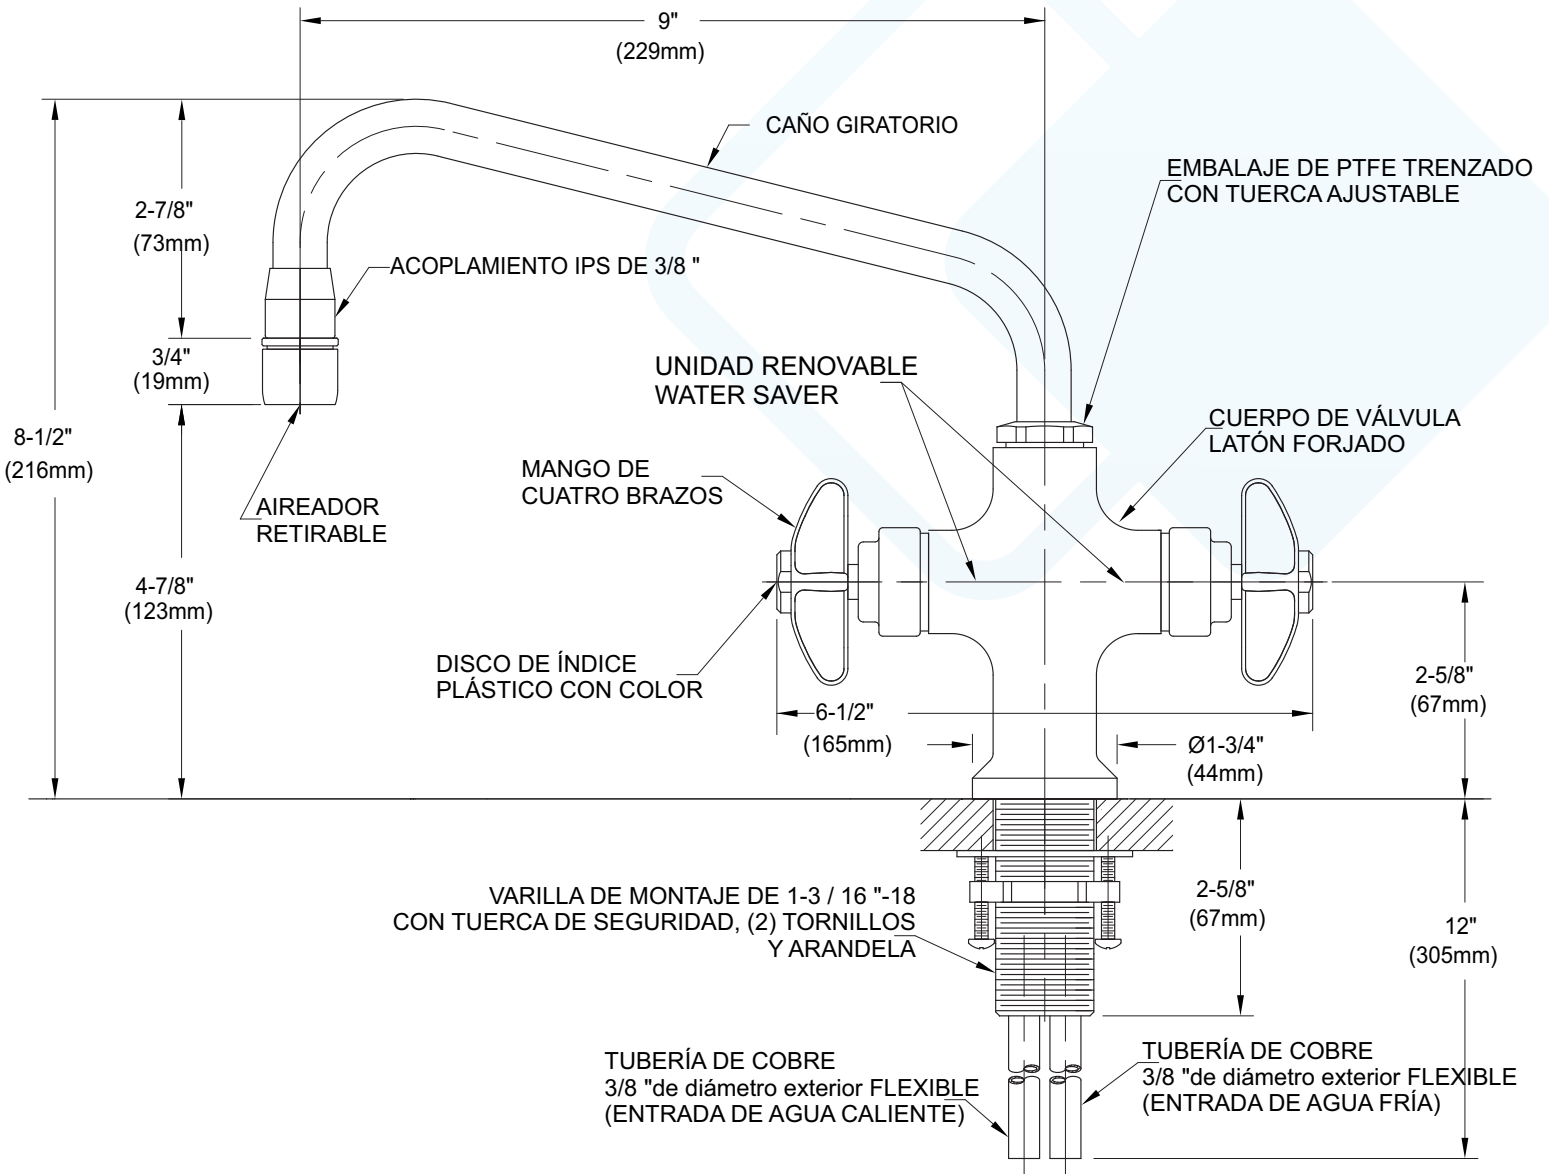 9"
(229mm)
CAÑO GIRATORIO
EMBALAJE DE PTFE TRENZADO
CON TUERCA AJUSTABLE
2-7/8"
(73mm)
ACOPLAMIENTO IPS DE 3/8 "
3/4"
(19mm)
UNIDAD RENOVABLE
WATER SAVER
CUERPO DE VÁLVULA
LATÓN FORJADO
8-1/2"
(216mm)
MANGO DE
CUATRO BRAZOS
AIREADOR
RETIRABLE
4-7/8"
(123mm)
DISCO DE ÍNDICE
PLÁSTICO CON COLOR
2-5/8"
(67mm)
6-1/2"
(165mm)
Ø1-3/4"
(44mm)
VARILLA DE MONTAJE DE 1-3 / 16 "-18
CON TUERCA DE SEGURIDAD, (2) TORNILLOS
Y ARANDELA
2-5/8"
(67mm)
12"
(305mm)
TUBERÍA DE COBRE
3/8 "de diámetro exterior FLEXIBLE
(ENTRADA DE AGUA CALIENTE)
TUBERÍA DE COBRE
3/8 "de diámetro exterior FLEXIBLE
(ENTRADA DE AGUA FRÍA)